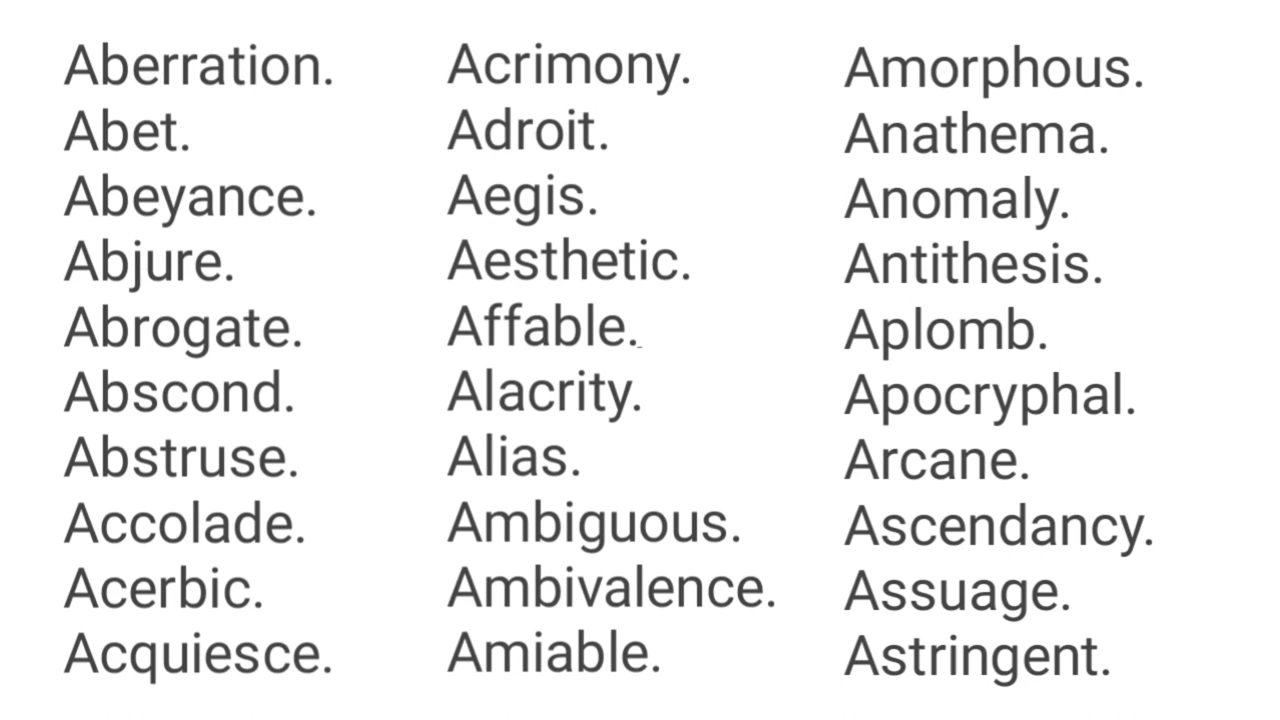 Aberration.
Abet.
Abeyance.
Abjure.
Abrogate.
Abscond.
Abstruse.
Accolade.
Acerbic.
Acquiesce.
Acrimony.
Adroit.
Aegis.
Aesthetic.
Affable.
Alacrity.
Alias.
Ambiguous.
Ambivalence.
Amiable.
Amorphous.
Anathema.
Anomaly.
Antithesis.
Aplomb.
Apocryphal.
Arcane.
Ascendancy.
Assuage.
Astringent.